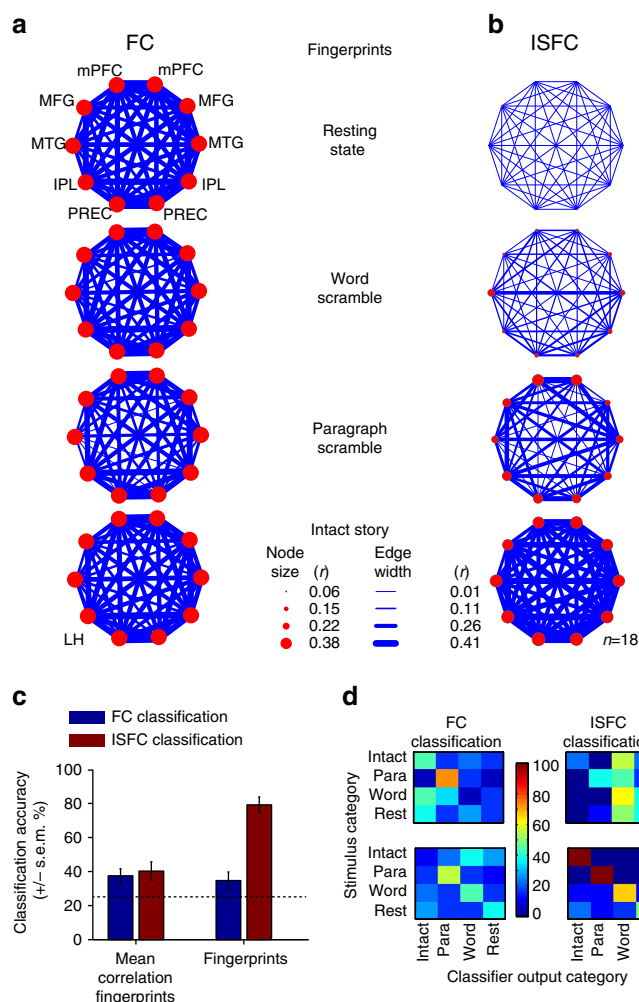 a
FC
Fingerprints
b
ISFC
mPFC mPFC
MFG MFG
MTG MTG
IPL IPL
PREC PREC
Resting
state
Word
scramble
Paragraph
scramble
Intact story
Node
size (r)
Edge
width (r)
0.06 0.01
0.15 0.11
0.22 0.26
0.38 0.41
LH
n=18
c
FC classification
ISFC classification
Classification accuracy
(+/− s.e.m. %)
100
80
60
40
20
0
Mean
correlation
fingerprints
Fingerprints
d
FC
classification
ISFC
classification
Stimulus category
Intact
Para
Word
Rest
Intact
Para
Word
Rest
100
80
60
40
20
0
Intact
Para
Word
Rest
Intact
Para
Word
Classifier output category